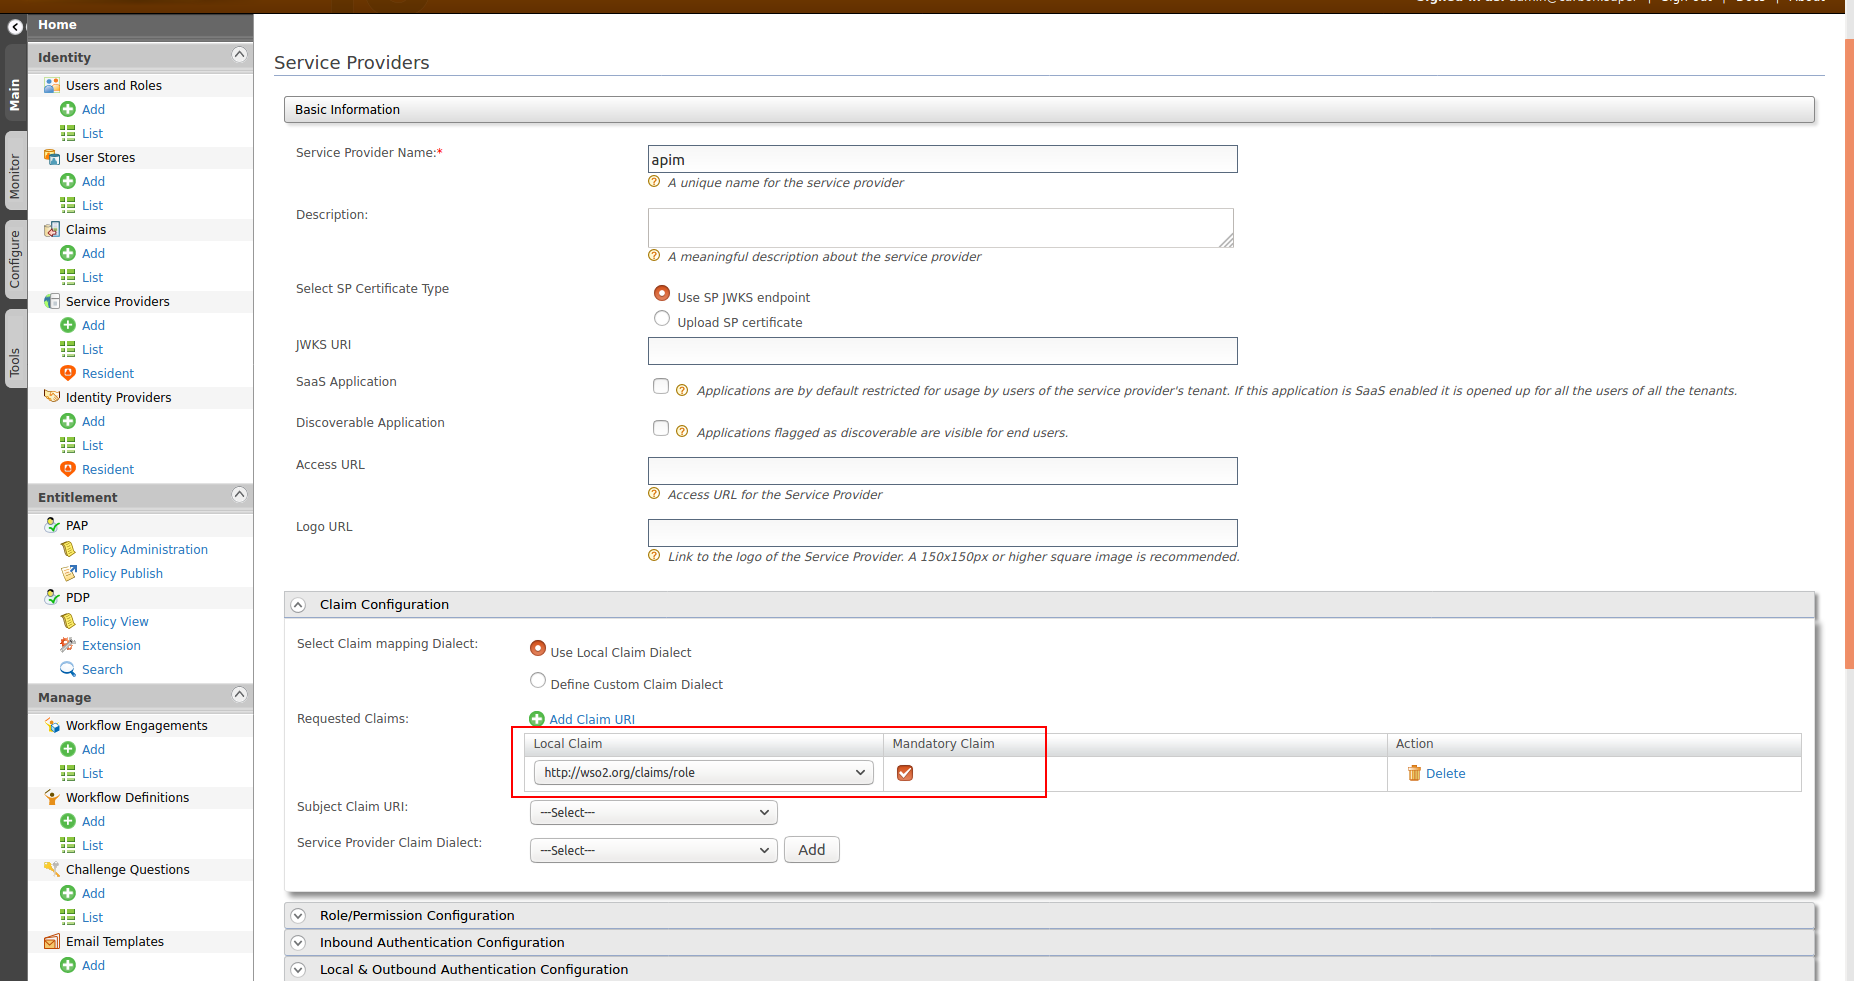 Home
Main
Monitor
Configure
Tools
Identity
Users and Roles
Add
List
User Stores
Add
List
Claims
Add
List
Service Providers
Add
List
Resident
Identity Providers
Add
List
Resident
Entitlement
PAP
Policy Administration
Policy Publish
PDP
Policy View
Extension
Search
Manage
Workflow Engagements
Add
List
Workflow Definitions
Add
List
Challenge Questions
Add
List
Email Templates
Add
Service Providers
Basic Information
Service Provider Name:*
apim
A unique name for the service provider
Description:
A meaningful description about the service provider
Select SP Certificate Type
Use SP JWKS endpoint
Upload SP certificate
JWKS URI
SaaS Application
Applications are by default restricted for usage by users of the service provider's tenant. If this application is SaaS enabled it is opened up for all the users of all the tenants.
Discoverable Application
Applications flagged as discoverable are visible for end users.
Access URL
Access URL for the Service Provider
Logo URL
Link to the logo of the Service Provider. A 150x150px or higher square image is recommended.
Claim Configuration
Select Claim mapping Dialect:
Use Local Claim Dialect
Define Custom Claim Dialect
Requested Claims:
Add Claim URI
Local Claim Mandatory Claim Action
http://wso2.org/claims/role Delete
Subject Claim URI:
---Select---
Service Provider Claim Dialect:
---Select--- Add
Role/Permission Configuration
Inbound Authentication Configuration
Local & Outbound Authentication Configuration